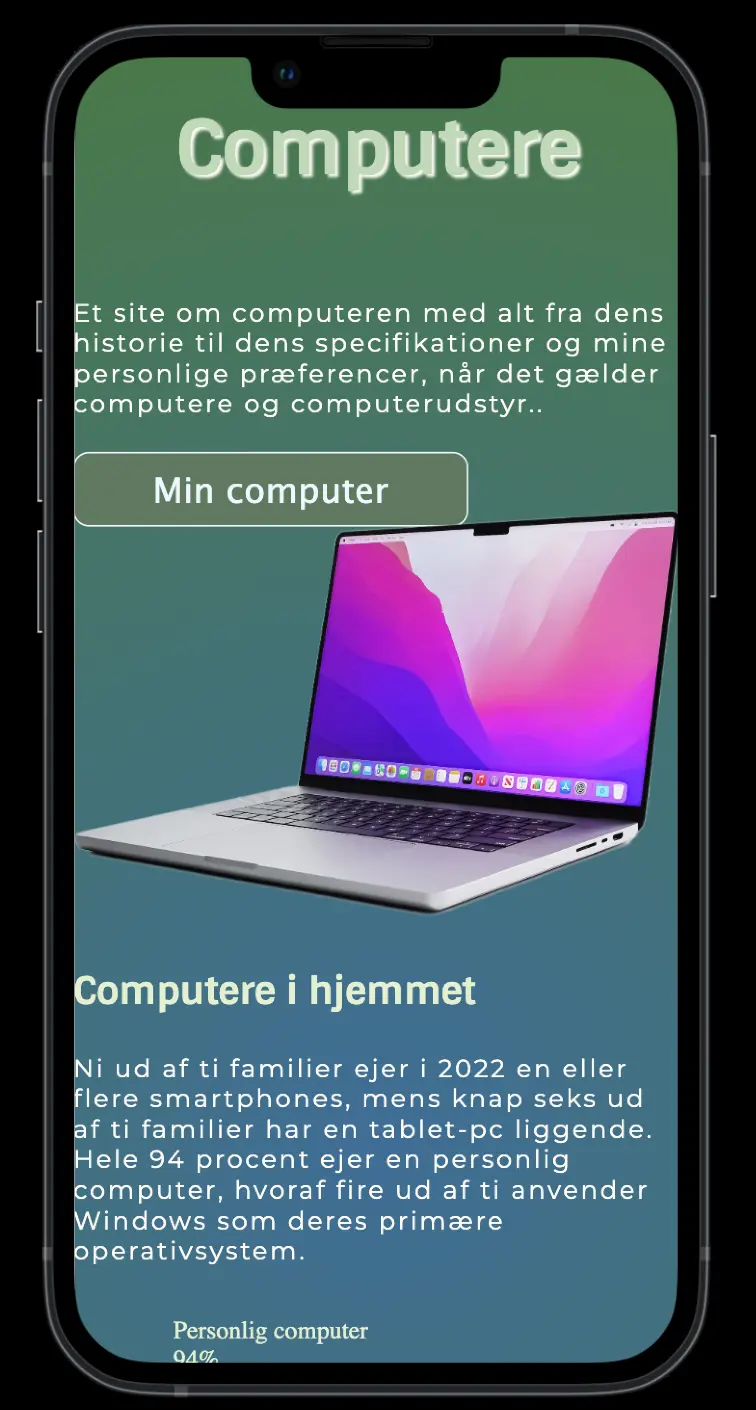 Computere
Et site om computeren med alt fra dens
historie til dens specifikationer og mine
personlige præferencer, når det gælder
computere og computerudstyr..
Min computer
Computere i hjemmet
Ni ud af ti familier ejer i 2022 en eller
flere smartphones, mens knap seks ud
af ti familier har en tablet-pc liggende.
Hele 94 procent ejer en personlig
computer, hvoraf fire ud af ti anvender
Windows som deres primære
operativsystem.
Personlig computer
94%